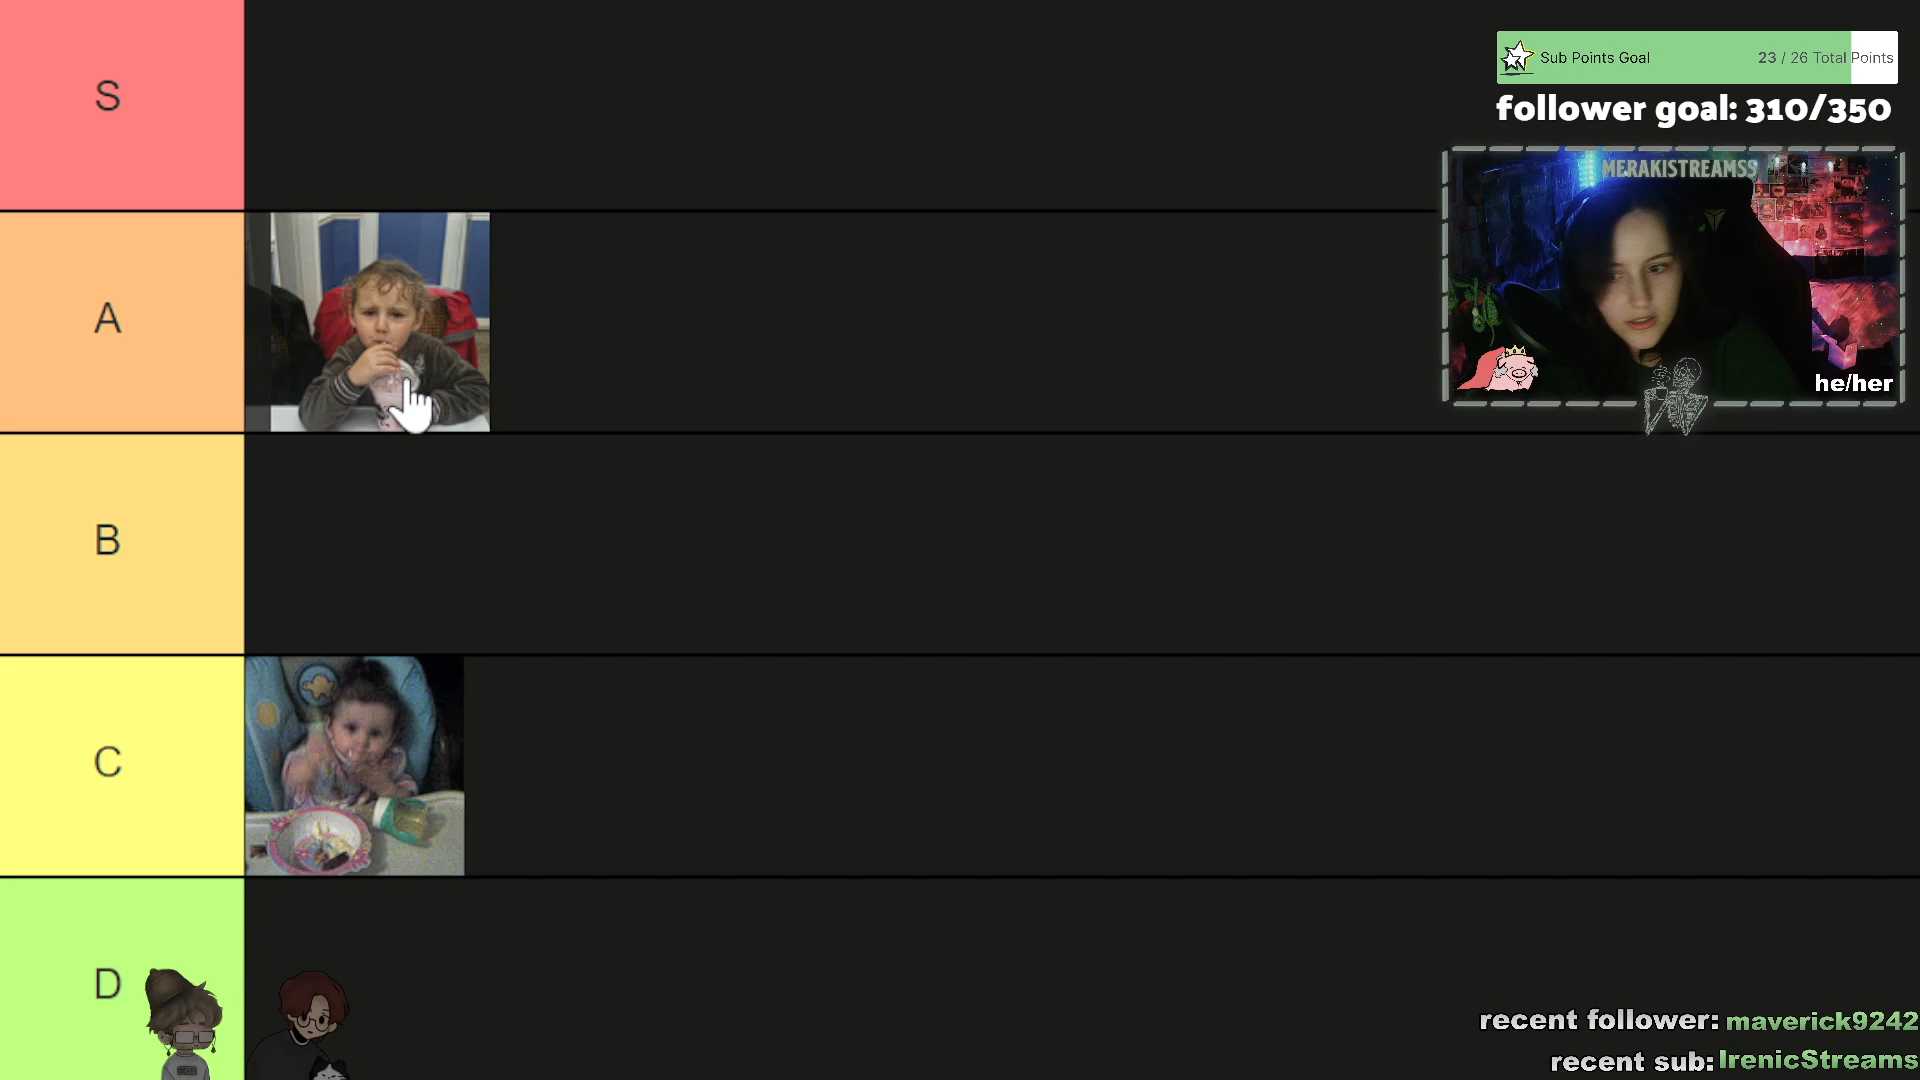 S
Sub Points Goal
23 / 26 Total Points
follower goal: 310/350
MERAKISTREAMSS
A
he/her
B
C
D
recent follower: maverick9242
recent sub: IrenicStreams